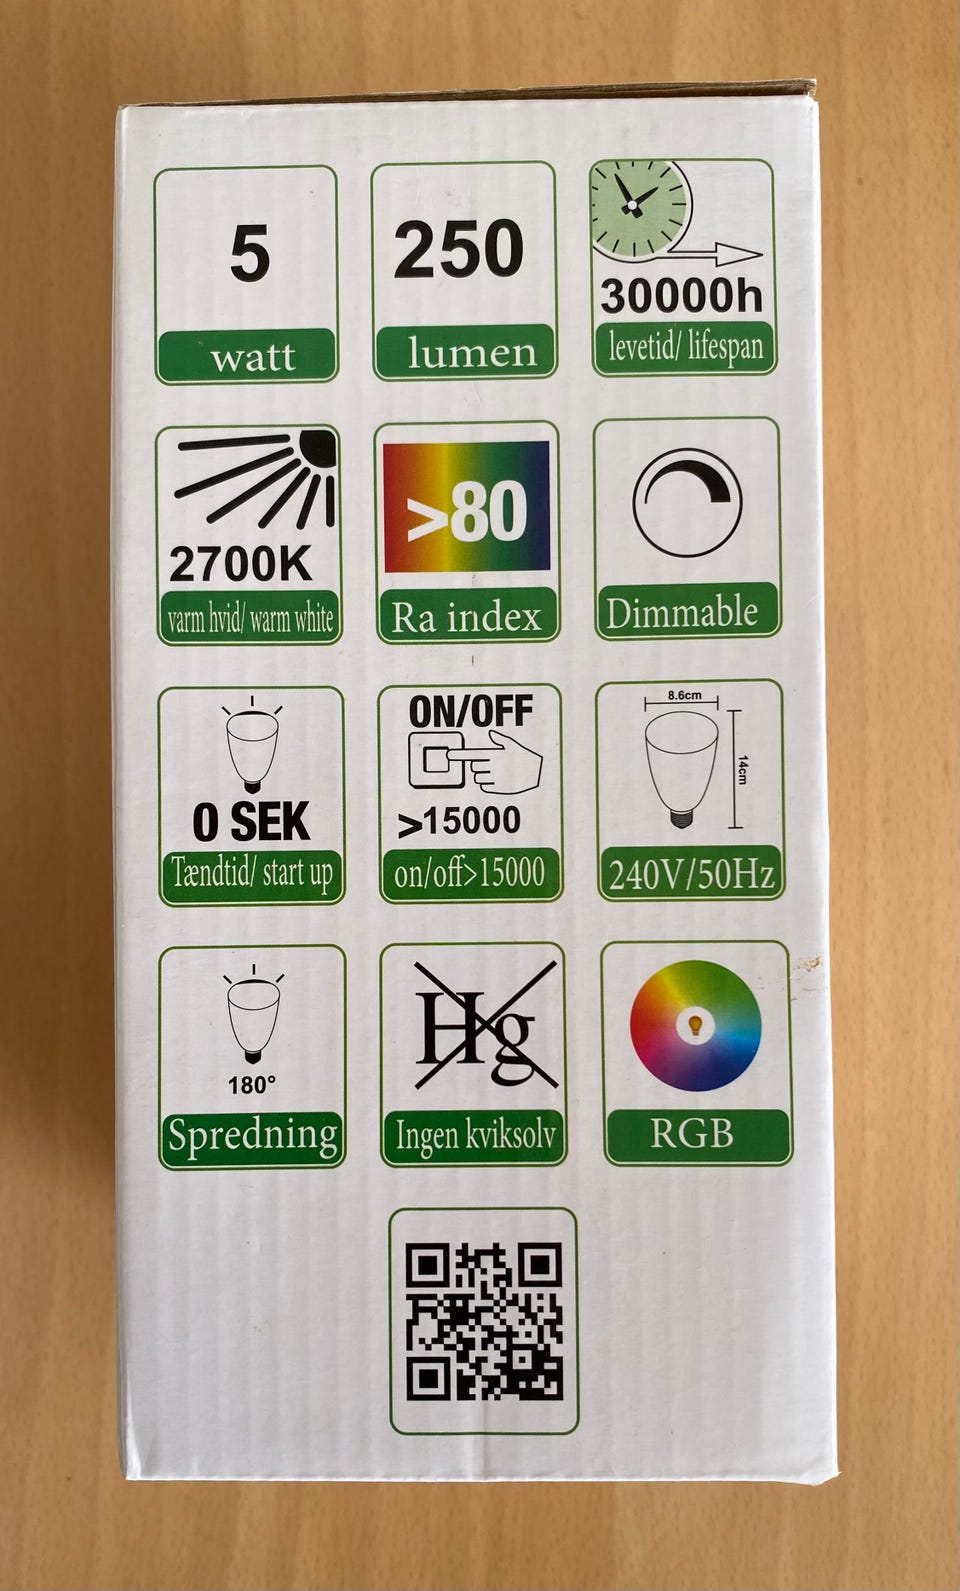 5
watt
250
lumen
30000h
levetid/ lifespan
2700K
varm hvid/ warm white
>80
Ra index
Dimmable
0 SEK
Tændtid/ start up
ON/OFF
>15000
on/off>15000
8.6cm
14cm
240V/50Hz
180°
Spredning
Hg
Ingen kviksolv
RGB